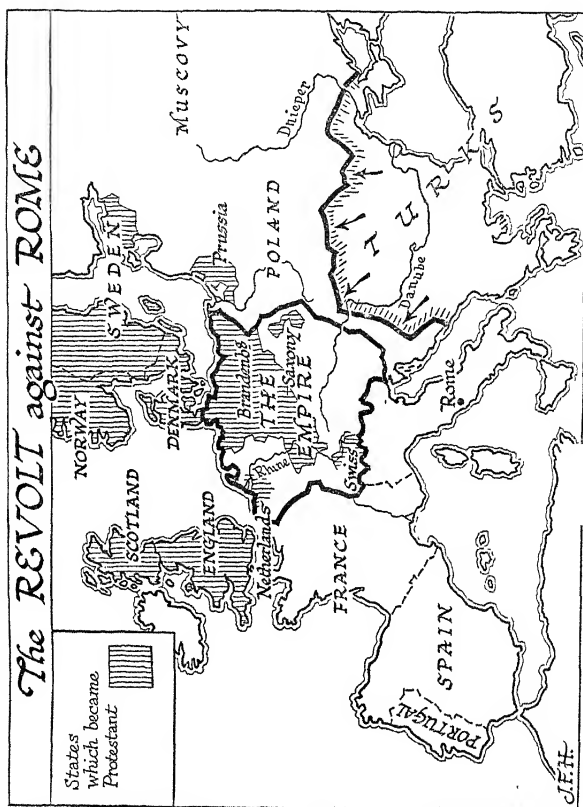 The REVOLT against ROME
States
which became
Protestant
NORWAY
SWEDEN
SCOTLAND
DENMARK
ENGLAND
Netherlands
Brandenbg
Prussia
Muscovy
Dnieper
POLAND
THE
EMPIRE
Saxony
Rhine
Swiss
FRANCE
TURKS
Danube
Rome
SPAIN
PORTUGAL
J.F.H.